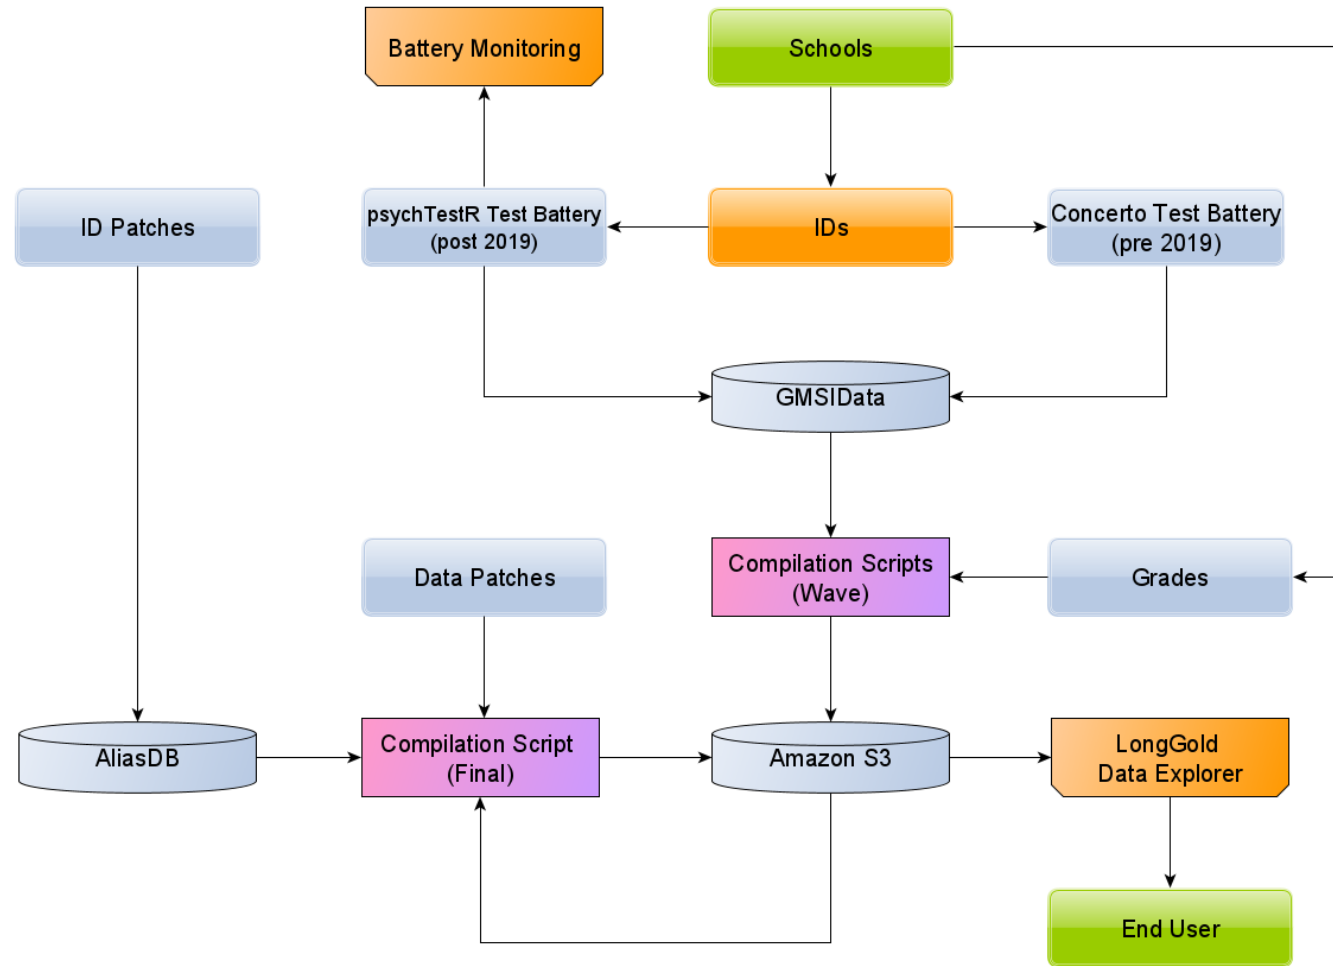 Battery Monitoring
Schools
ID Patches
psychTestR Test Battery
(post 2019)
IDs
Concerto Test Battery
(pre 2019)
GMSIData
Data Patches
Compilation Scripts
(Wave)
Grades
AliasDB
Compilation Script
(Final)
Amazon S3
LongGold
Data Explorer
End User